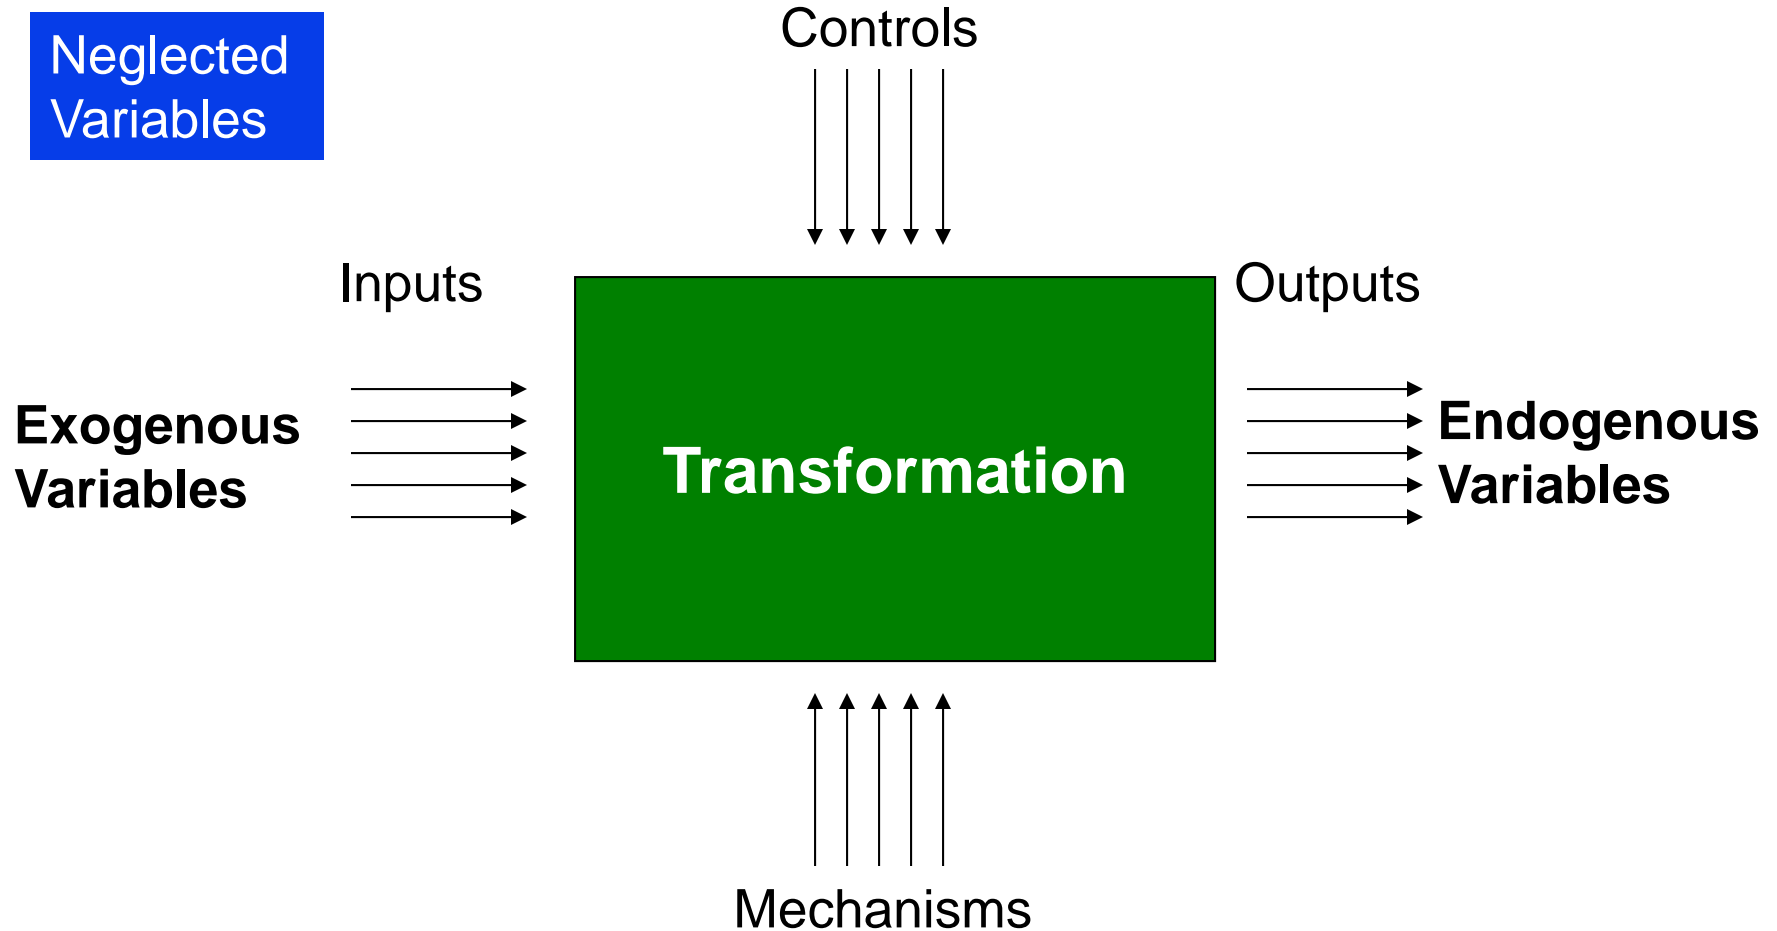 Neglected
Variables
Controls
Inputs
Outputs
Exogenous
Variables
Transformation
Endogenous
Variables
Mechanisms